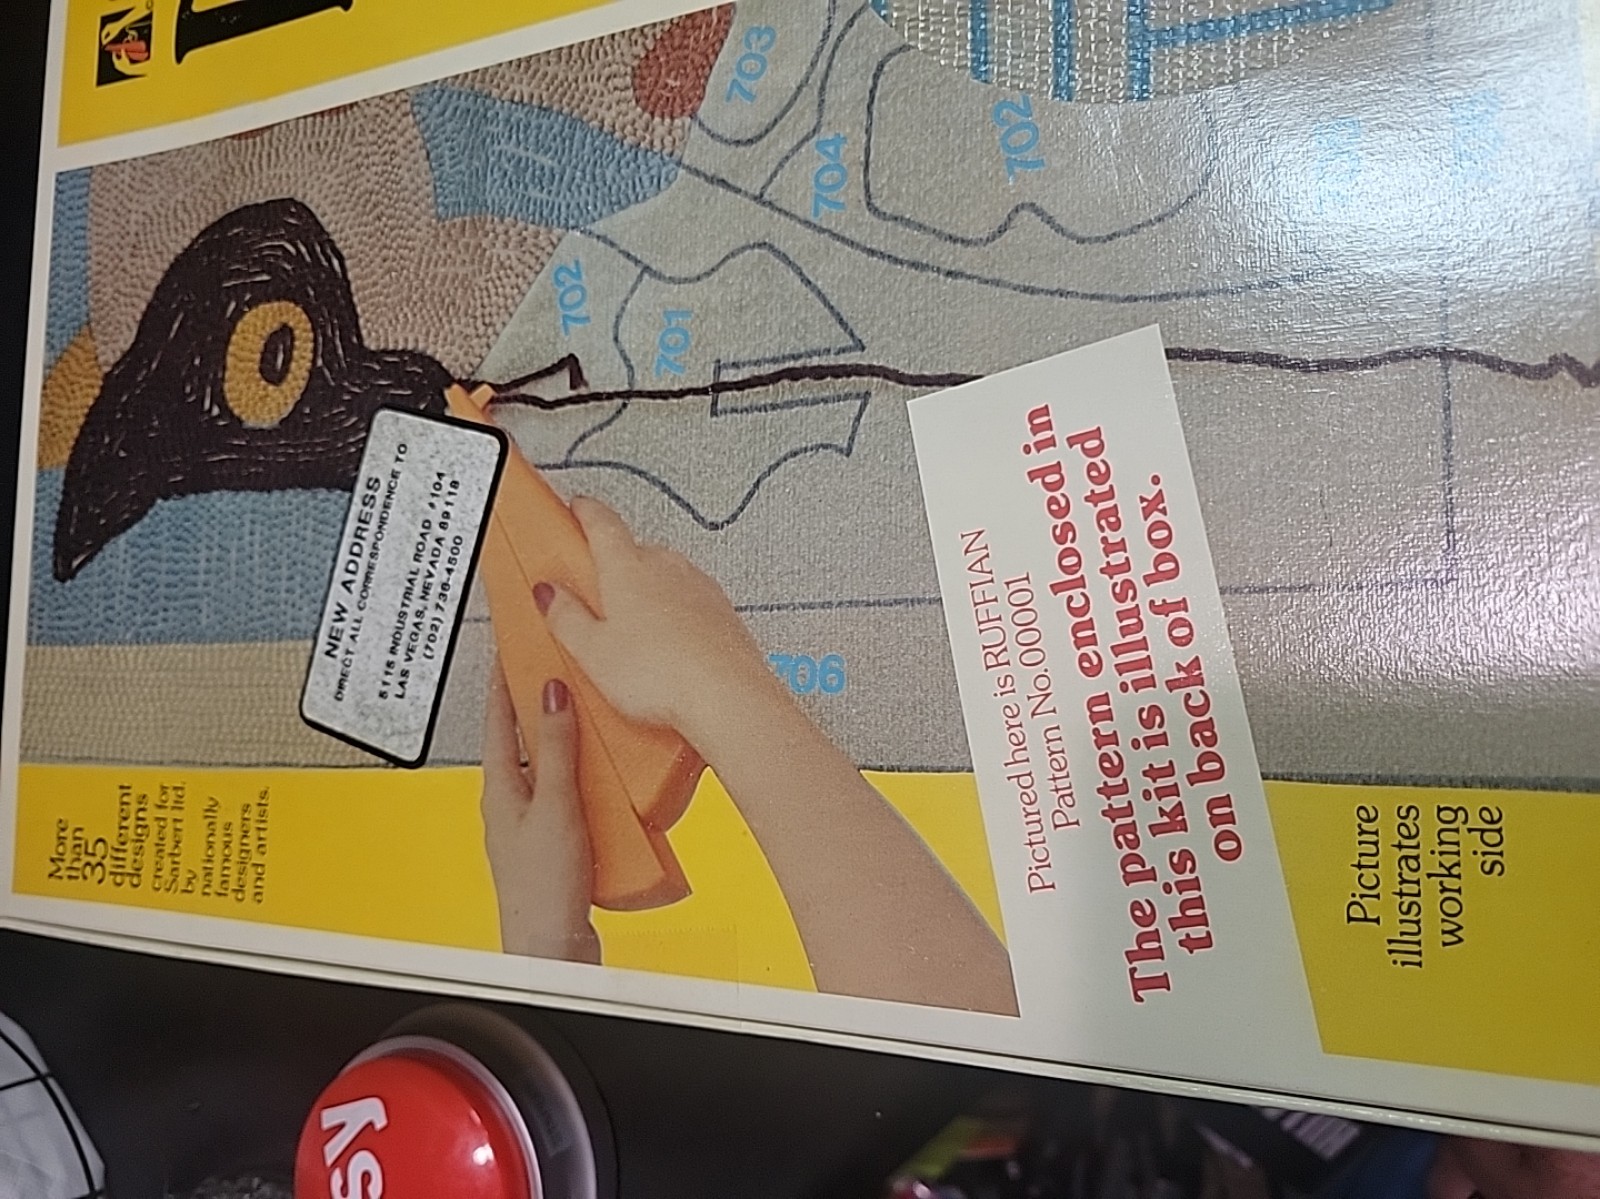 More
than
35
different
designs
created for
Sarbert ltd.
by
nationally
famous
designers
and artists.
NEW ADDRESS
DIRECT ALL CORRESPONDENCE TO
5115 INDUSTRIAL ROAD #104
LAS VEGAS, NEVADA 89118
(702) 736-4500
703
702
704
702
701
706
Pictured here is RUFFIAN
Pattern No. 00001
The pattern enclosed in
this kit is illustrated
on back of box.
Picture
illustrates
working
side
sy